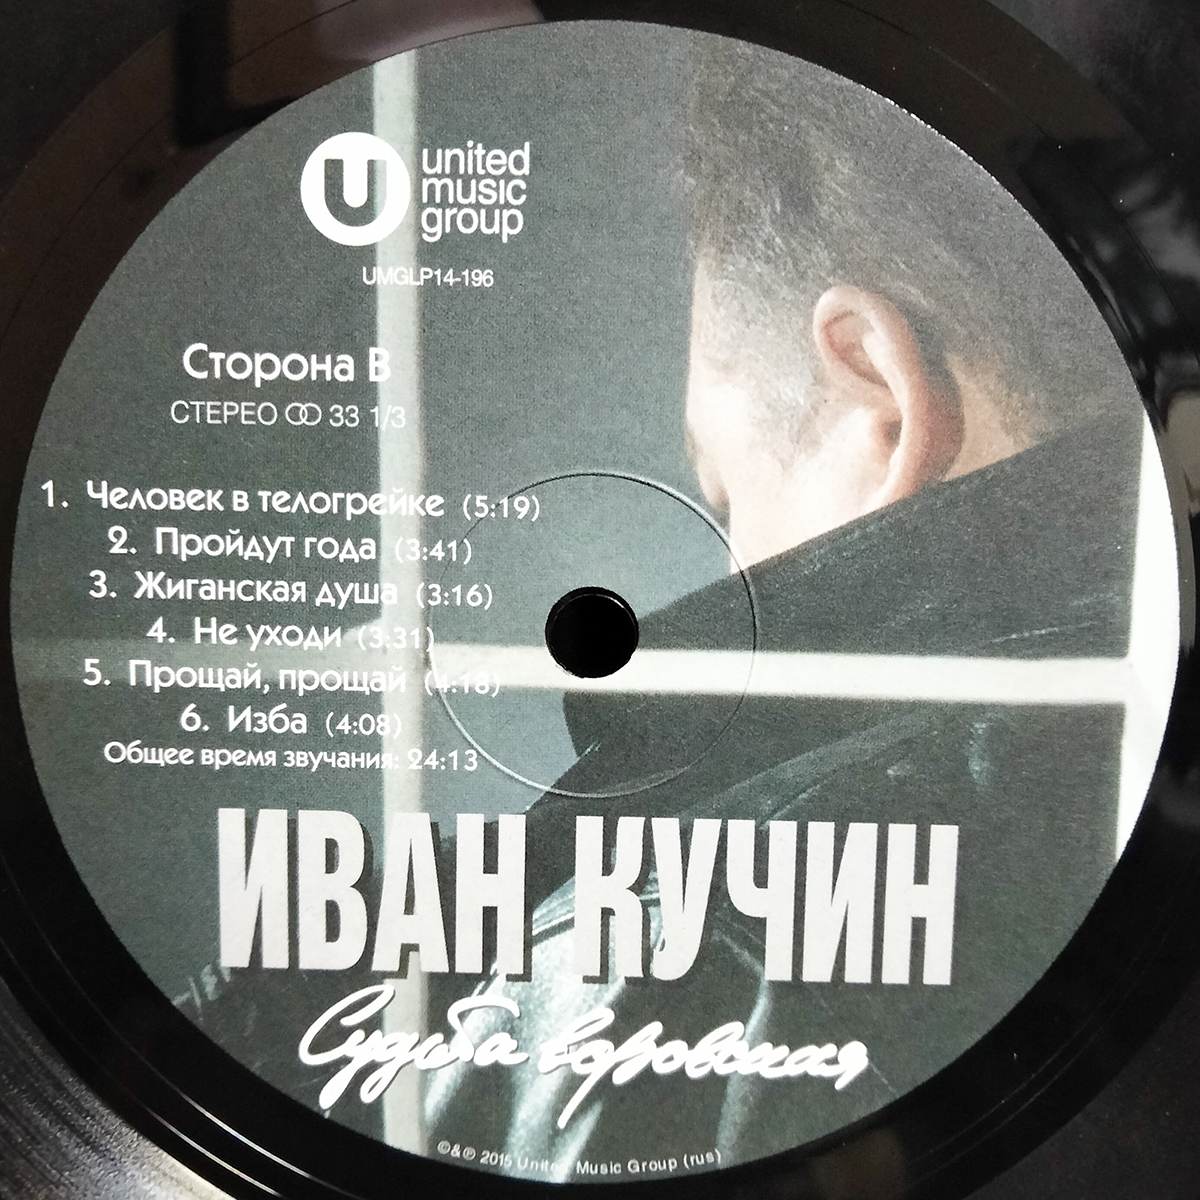 U
united
music
group
UMGLP14-196
Сторона В
СТЕРЕО 33 1/3
1. Человек в телогрейке (5:19)
2. Пройдут года (3:41)
3. Жиганская душа (3:16)
4. Не уходи (3:31)
5. Прощай, прощай (4:18)
6. Изба (4:08)
Общее время звучания: 24:13
ИВАН КУЧИН
Судьба воровская
©&℗ 2015 United Music Group (rus)